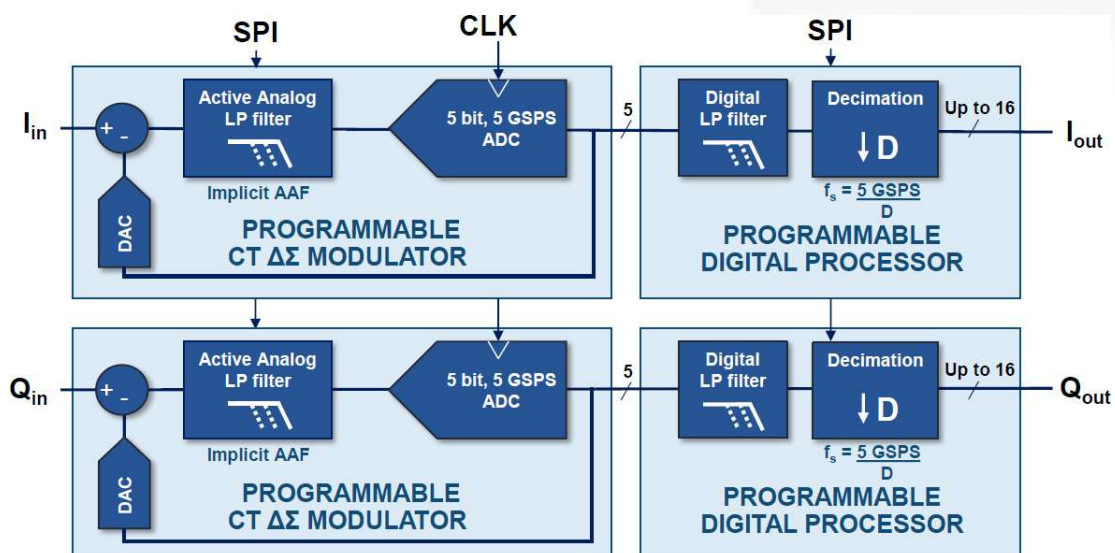 SPI
CLK
SPI
I_in
+
-
Active Analog
LP filter
Implicit AAF
5 bit, 5 GSPS
ADC
DAC
PROGRAMMABLE
CT ΔΣ MODULATOR
5
Digital
LP filter
Decimation
↓ D
f_s = 5 GSPS
D
Up to 16
I_out
PROGRAMMABLE
DIGITAL PROCESSOR
Q_in
+
-
Active Analog
LP filter
Implicit AAF
5 bit, 5 GSPS
ADC
DAC
PROGRAMMABLE
CT ΔΣ MODULATOR
5
Digital
LP filter
Decimation
↓ D
f_s = 5 GSPS
D
Up to 16
Q_out
PROGRAMMABLE
DIGITAL PROCESSOR